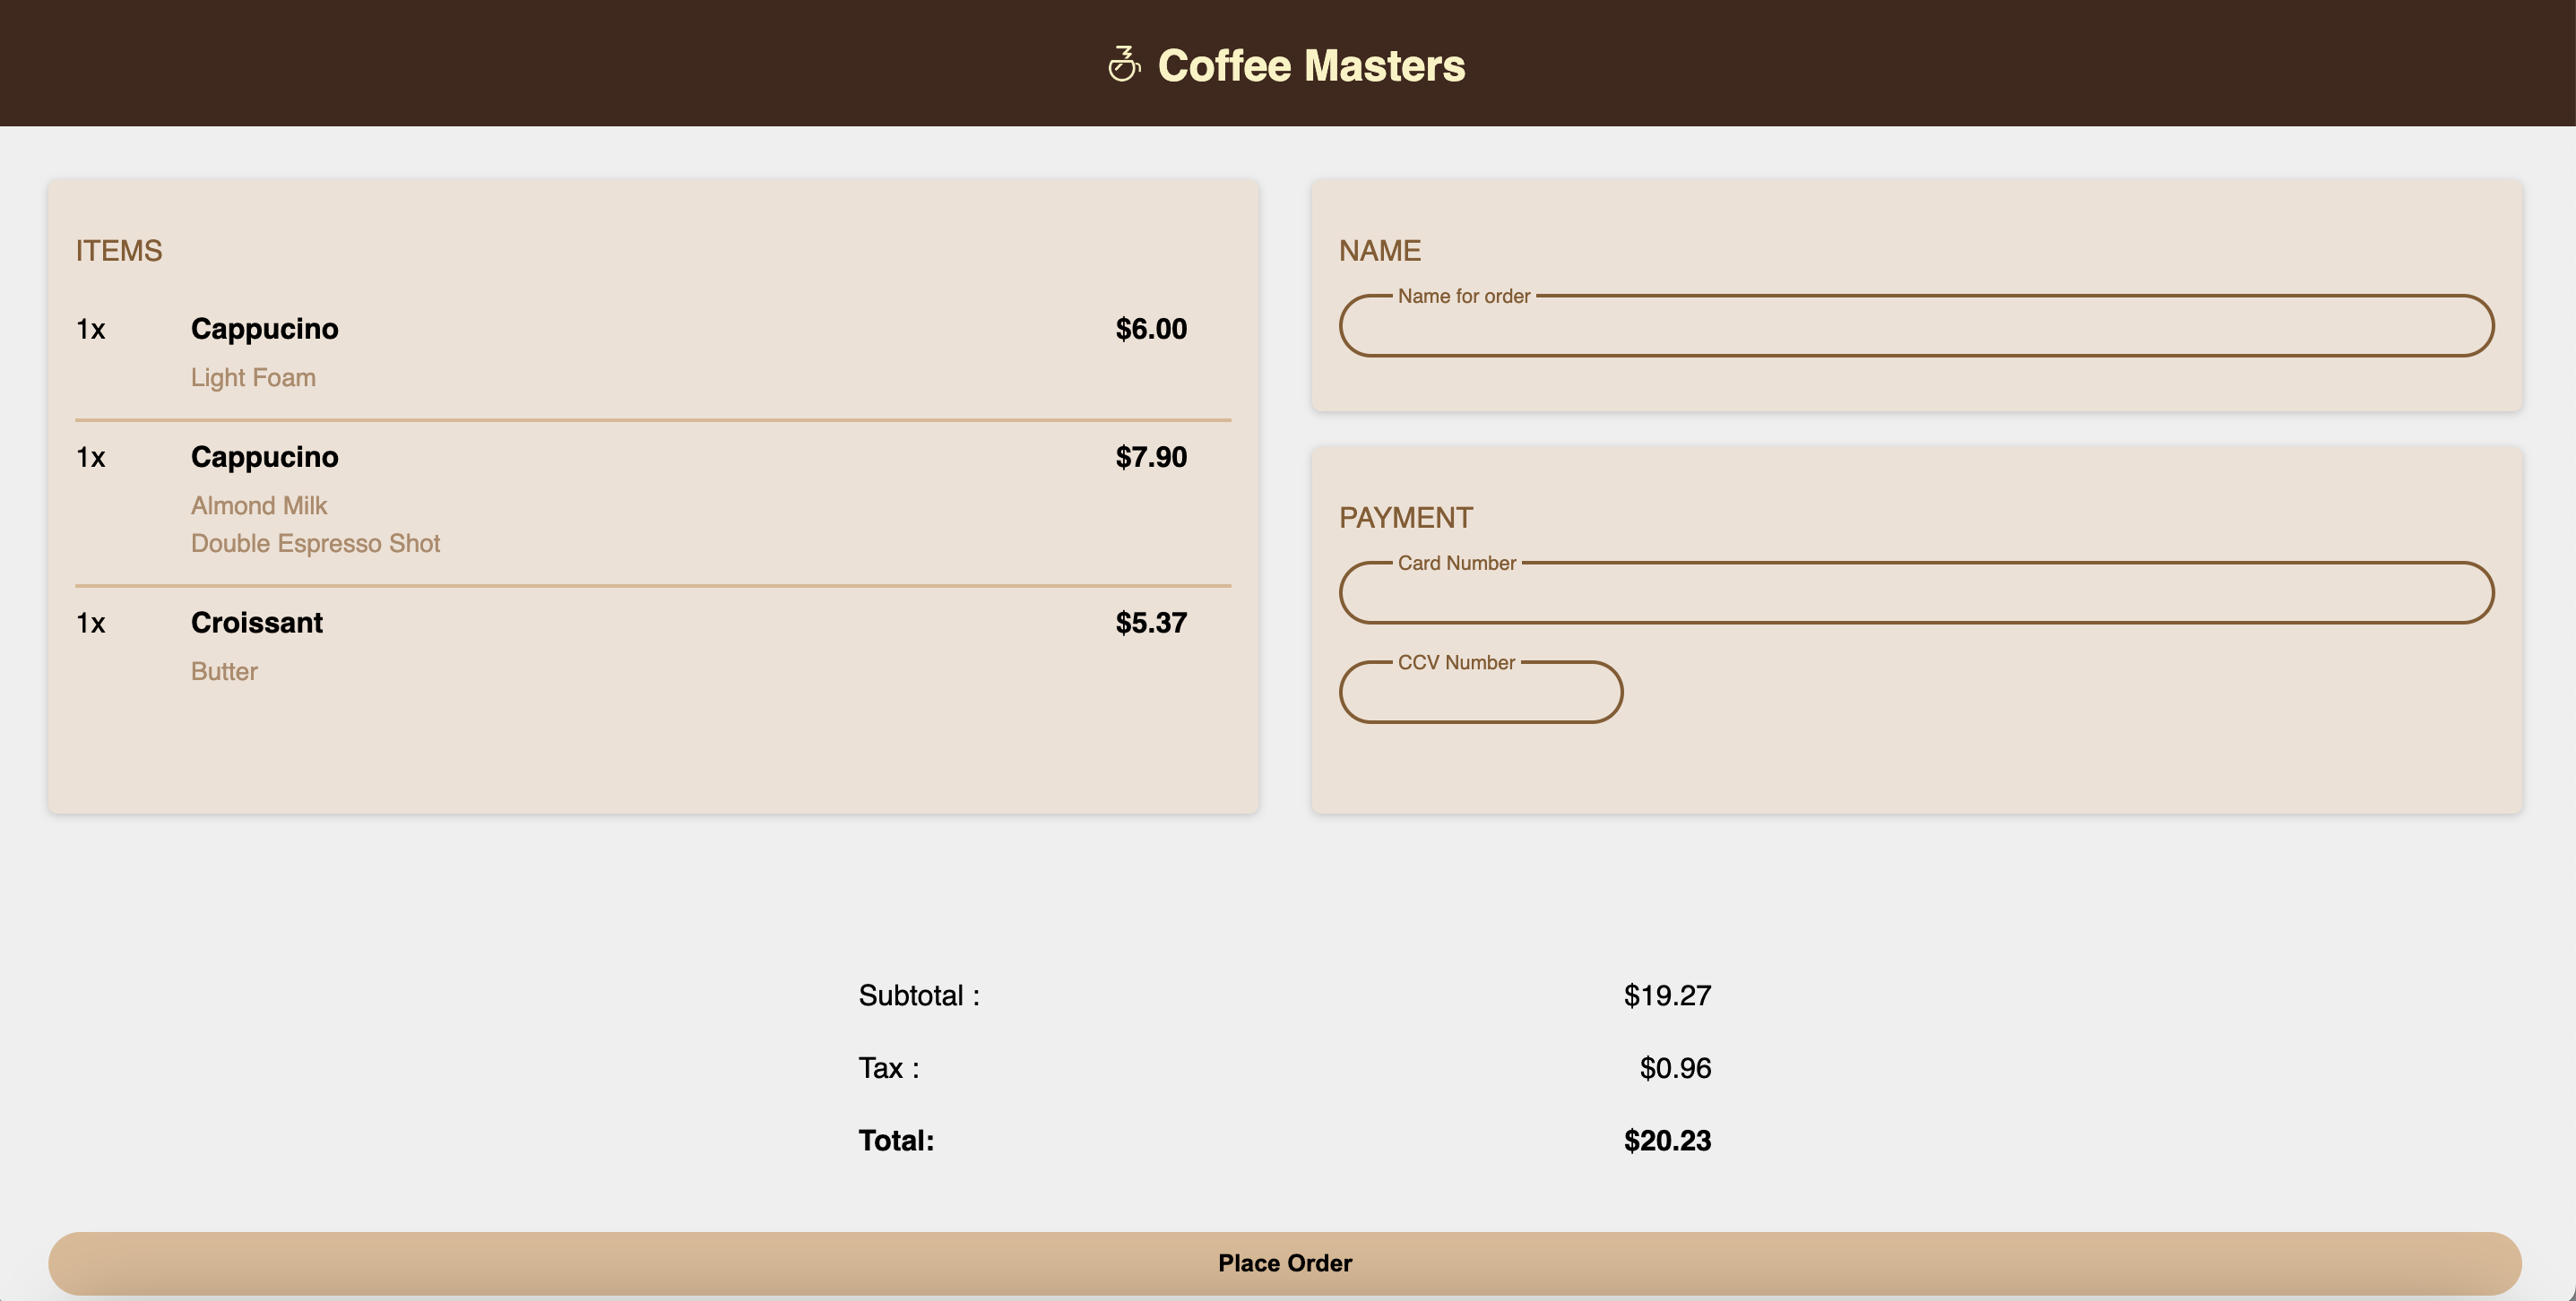 Coffee Masters
ITEMS
1x Cappucino $6.00
Light Foam
1x Cappucino $7.90
Almond Milk
Double Espresso Shot
1x Croissant $5.37
Butter
NAME
Name for order
PAYMENT
Card Number
CCV Number
Subtotal : $19.27
Tax : $0.96
Total: $20.23
Place Order